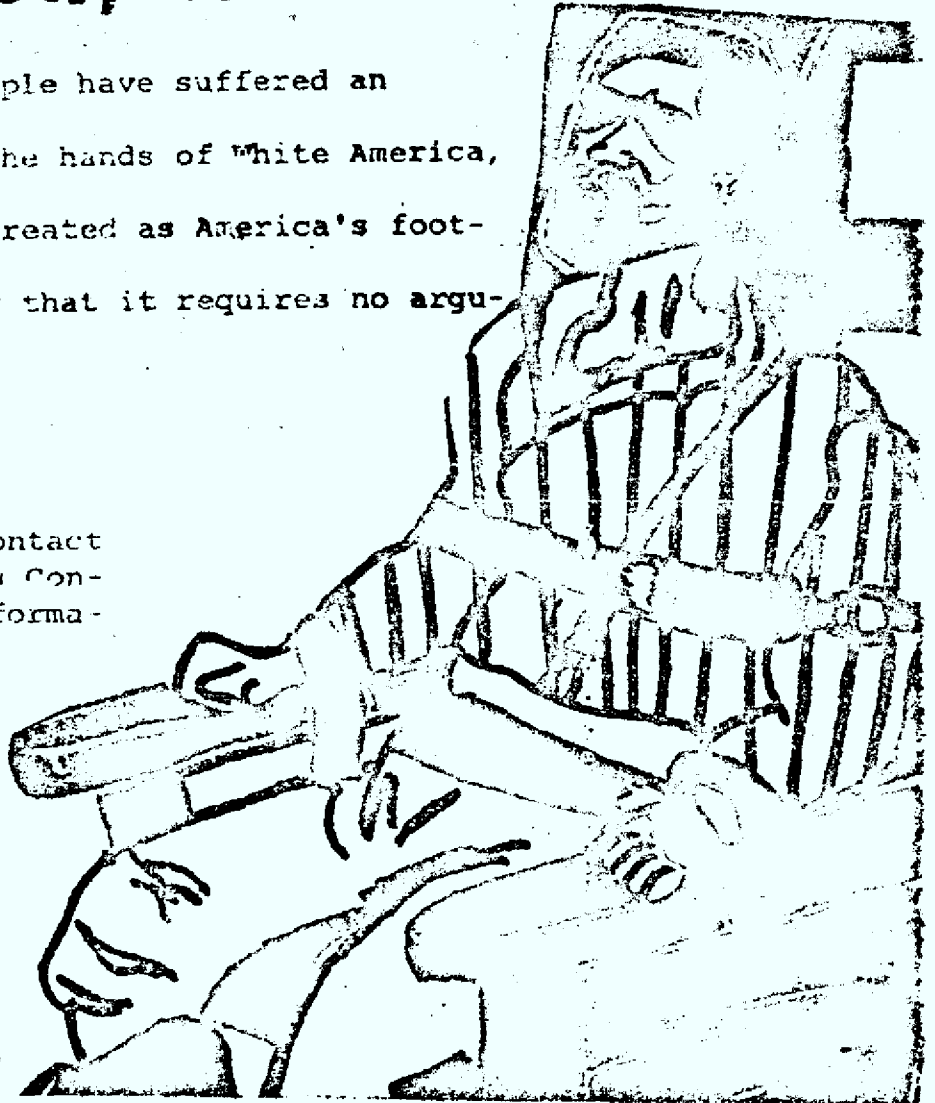 ple have suffered an
he hands of White America,
reated as America's foot-
that it requires no argu-
ontact
Con-
forma-